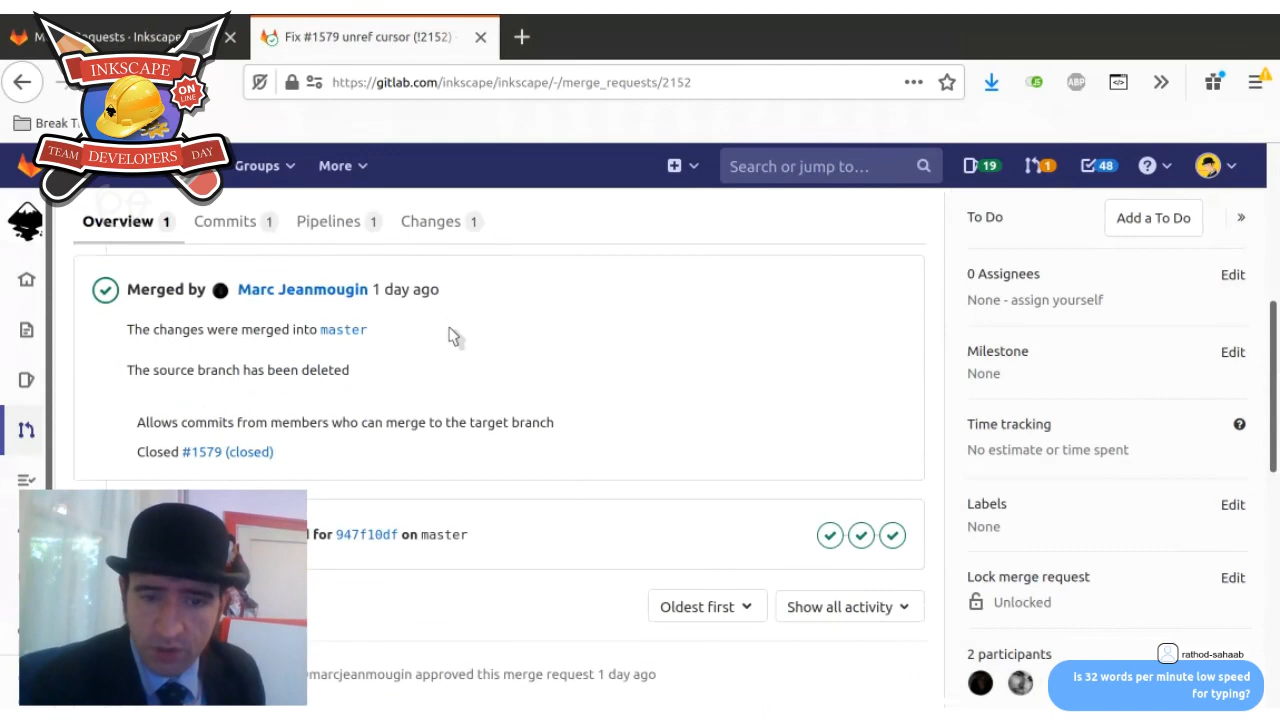 M
equests · Inkscape
Fix #1579 unref cursor (!2152)
INKSCAPE
ON
LINE
TEAM DEVELOPERS DAY
https://gitlab.com/inkscape/inkscape/-/merge_requests/2152
ABP
Break T
Groups
More
Search or jump to...
19
1
48
Overview 1
Commits 1
Pipelines 1
Changes 1
To Do
Add a To Do
Merged by Marc Jeanmougin 1 day ago
The changes were merged into master
The source branch has been deleted
Allows commits from members who can merge to the target branch
Closed #1579 (closed)
for 947f10df on master
Oldest first
Show all activity
marcjeanmougin approved this merge request 1 day ago
0 Assignees
Edit
None - assign yourself
Milestone
Edit
None
Time tracking
No estimate or time spent
Labels
Edit
None
Lock merge request
Edit
Unlocked
2 participants
rathod-sahaab
Is 32 words per minute low speed
for typing?